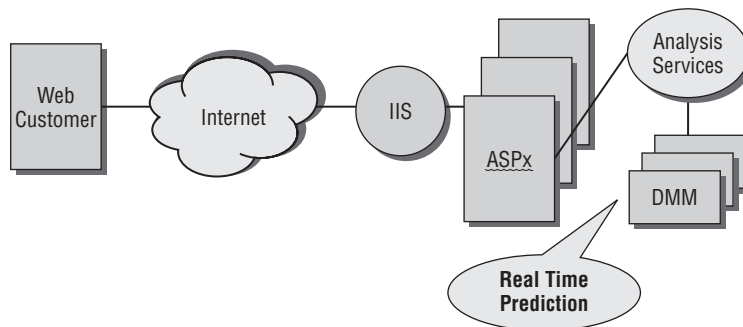 Web
Customer
Internet
IIS
ASPx
Analysis
Services
DMM
Real Time
Prediction